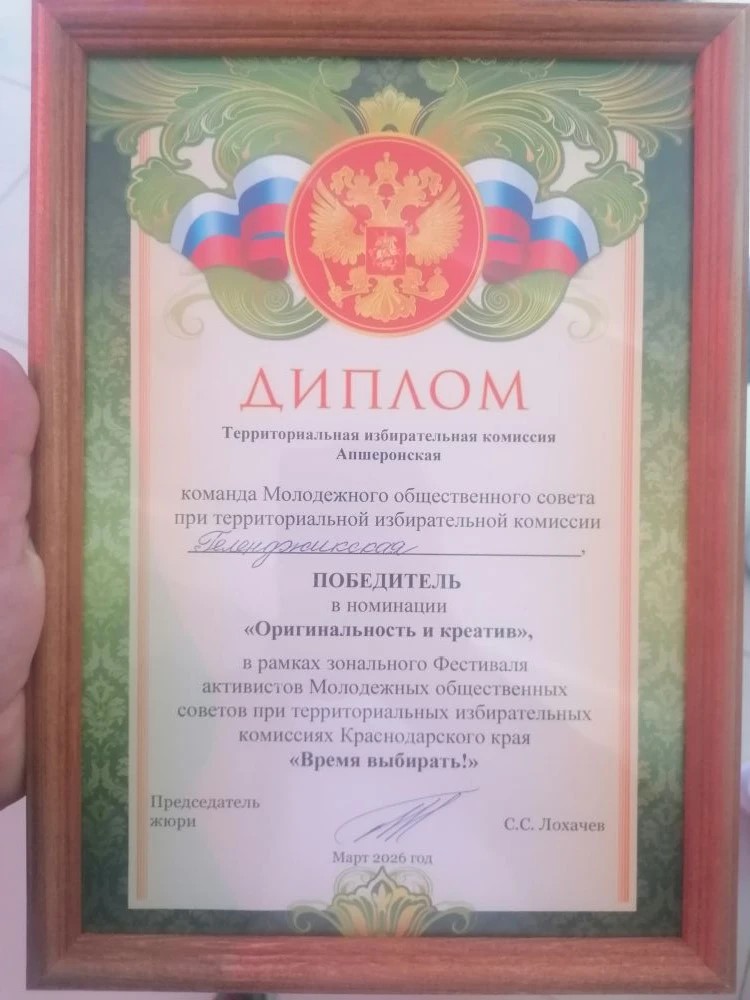 ДИПЛОМ
Территориальная избирательная комиссия
Апшеронская
команда Молодежного общественного совета
при территориальной избирательной комиссии
Геленджикская,
ПОБЕДИТЕЛЬ
в номинации
«Оригинальность и креатив»,
в рамках зонального Фестиваля
активистов Молодежных общественных
советов при территориальных избирательных
комиссиях Краснодарского края
«Время выбирать!»
Председатель
жюри
С.С. Лохачев
Март 2026 год